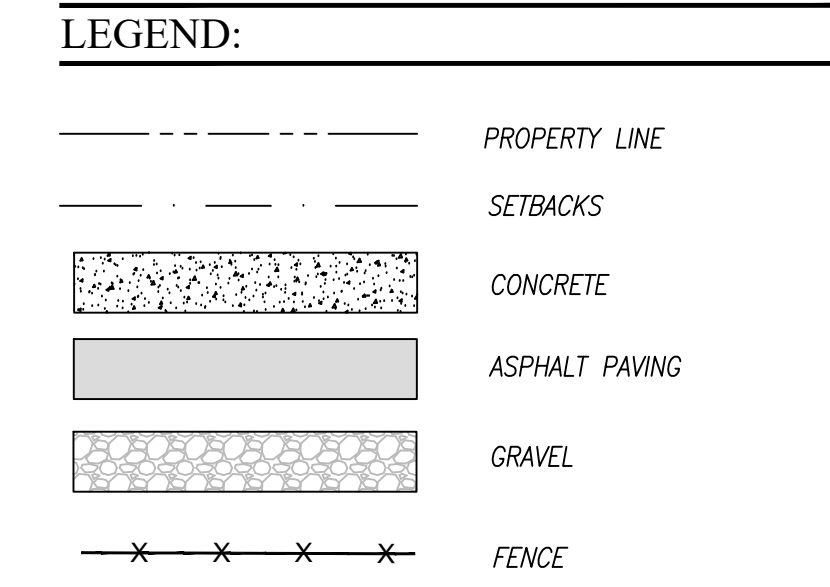 LEGEND:
PROPERTY LINE
SETBACKS
CONCRETE
ASPHALT PAVING
GRAVEL
X X X X FENCE